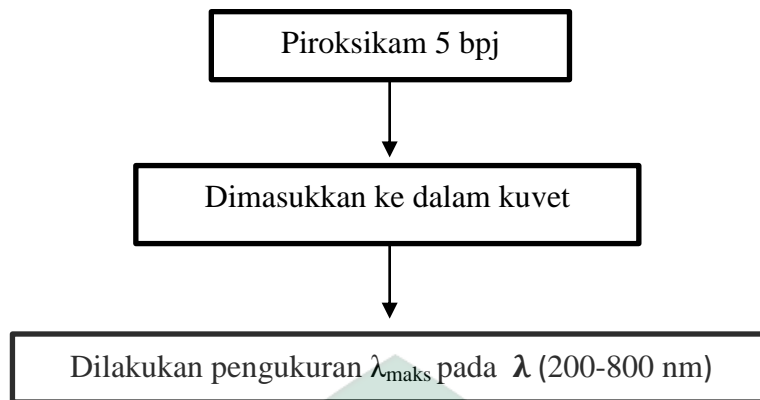 Piroksikam 5 bpj
Dimasukkan ke dalam kuvet
Dilakukan pengukuran λmaks pada λ (200-800 nm)